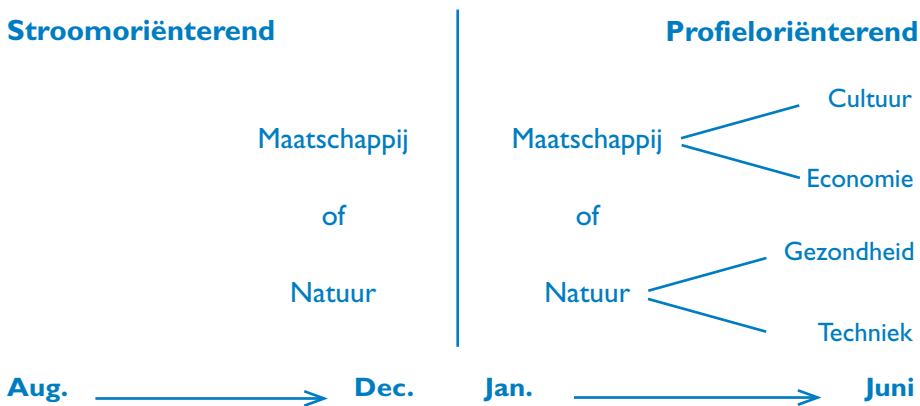 Stroomoriënterend
Profieloriënterend
Cultuur
Maatschappij
Maatschappij
Economie
of
of
Gezondheid
Natuur
Natuur
Techniek
Aug.
Dec.
Jan.
Juni